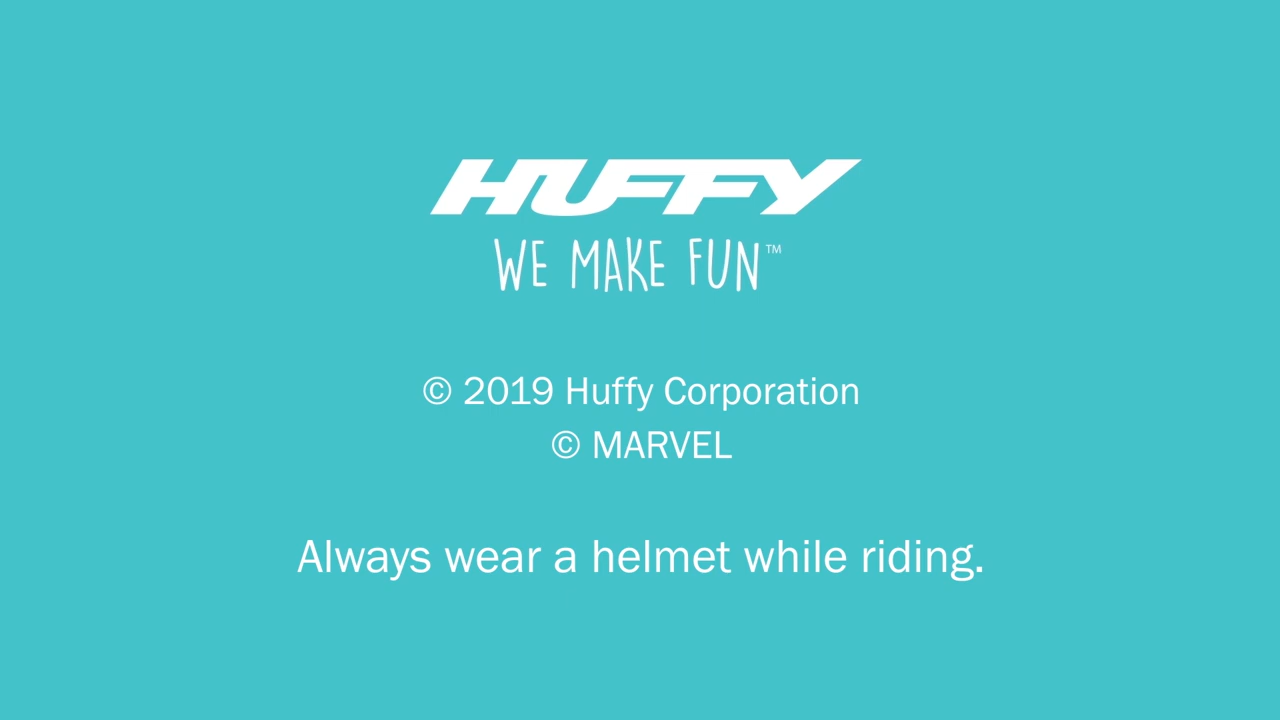 HUFFY
WE MAKE FUN™
© 2019 Huffy Corporation
© MARVEL
Always wear a helmet while riding.